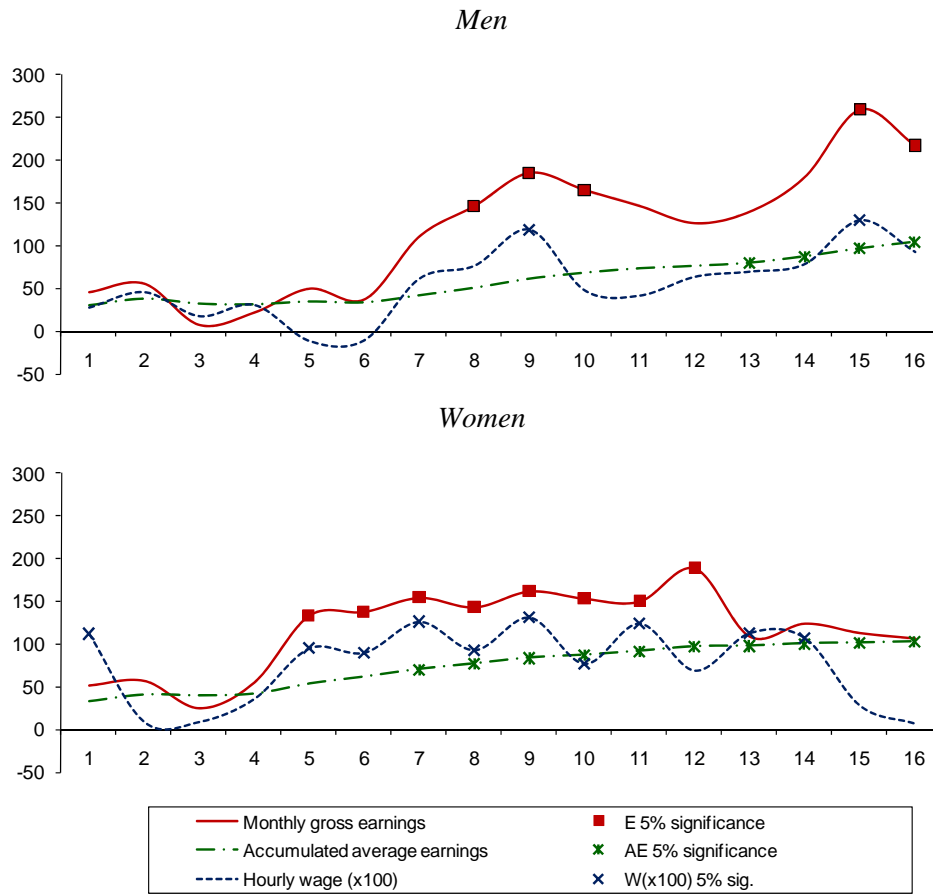 Men
300
250
200
150
100
50
0
-50
1 2 3 4 5 6 7 8 9 10 11 12 13 14 15 16
Women
300
250
200
150
100
50
0
-50
1 2 3 4 5 6 7 8 9 10 11 12 13 14 15 16
Monthly gross earnings E 5% significance
Accumulated average earnings AE 5% significance
Hourly wage (x100) W(x100) 5% sig.